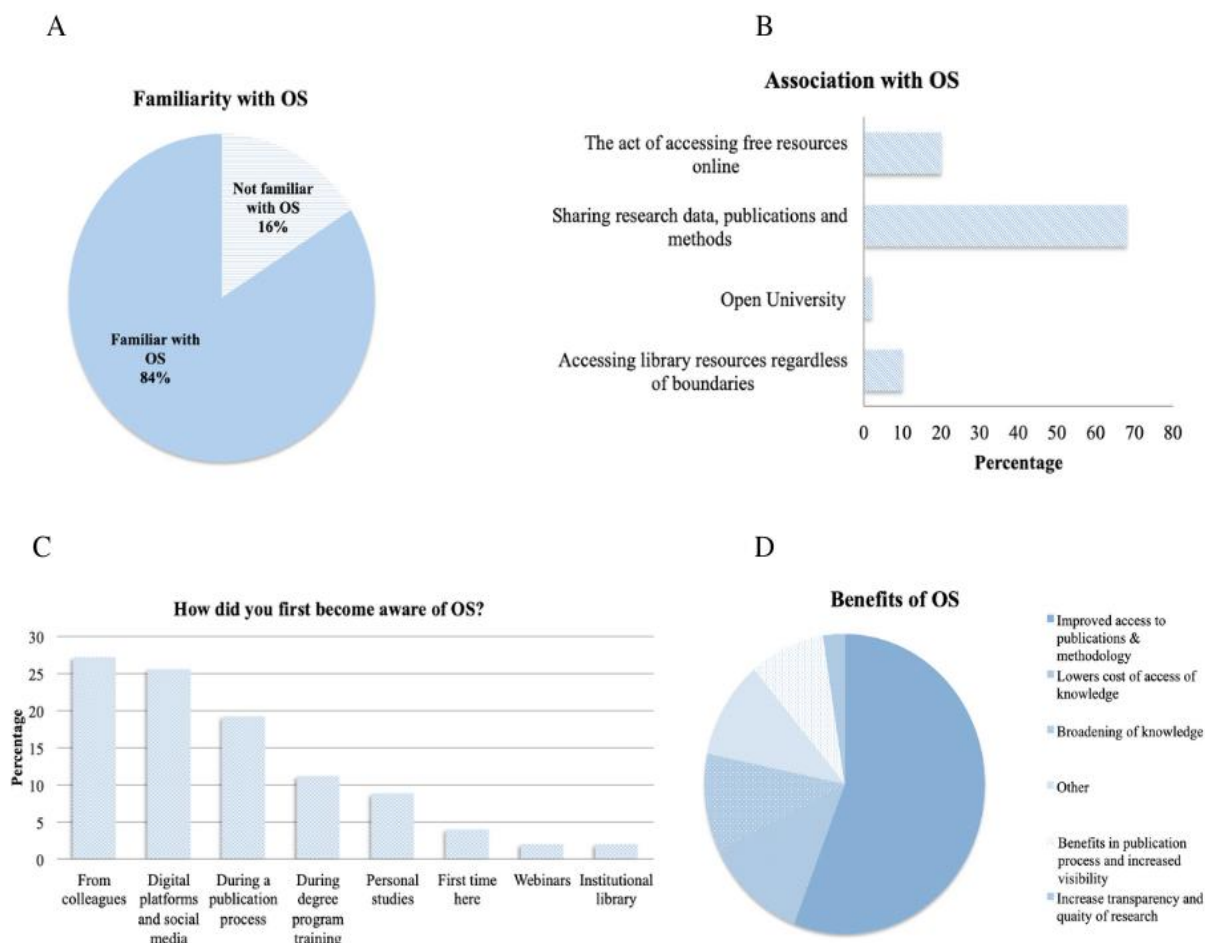 A
Familiarity with OS
Not familiar
with OS
16%
Familiar with
OS
84%
B
Association with OS
The act of accessing free resources
online
Sharing research data, publications and
methods
Open University
Accessing library resources regardless
of boundaries
0 10 20 30 40 50 60 70 80
Percentage
C
How did you first become aware of OS?
Percentage
30
25
20
15
10
5
0
From
colleagues
Digital
platforms
and social
media
During a
publication
process
During
degree
program
training
Personal
studies
First time
here
Webinars
Institutional
library
D
Benefits of OS
Improved access to
publications &
methodology
Lowers cost of access of
knowledge
Broadening of knowledge
Other
Benefits in publication
process and increased
visibility
Increase transparency and
quaity of research